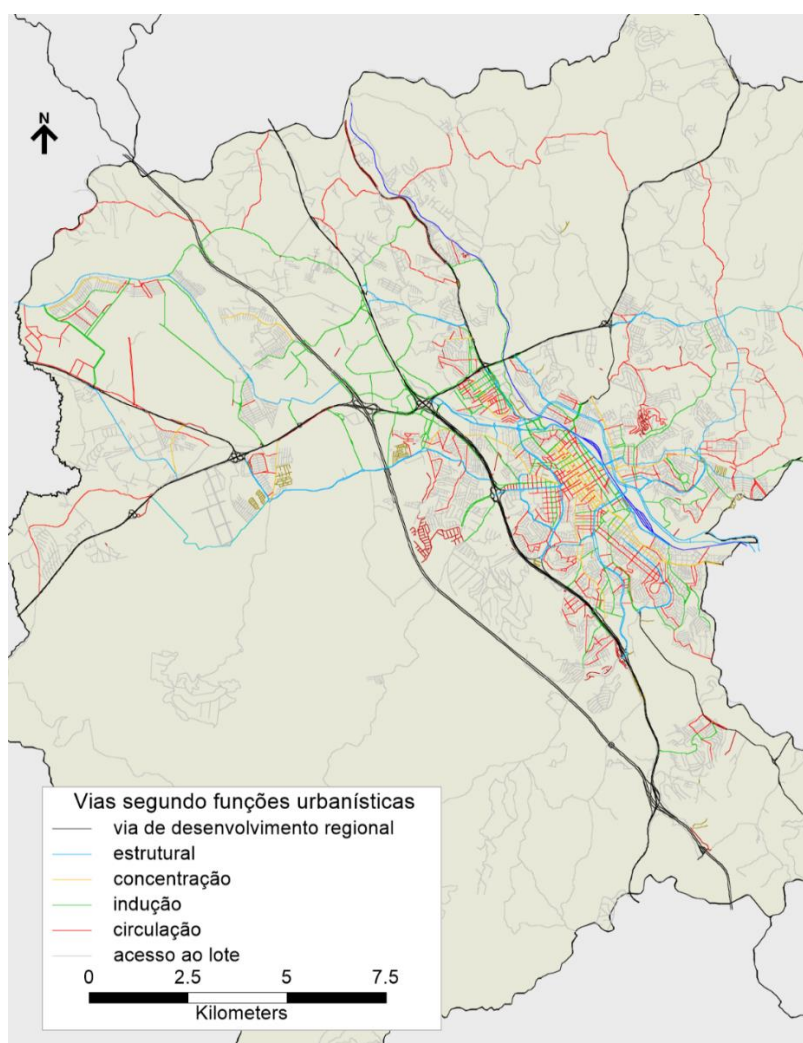 N
Vias segundo funções urbanísticas
via de desenvolvimento regional
estrutural
concentração
indução
circulação
acesso ao lote
0 2.5 5 7.5
Kilometers